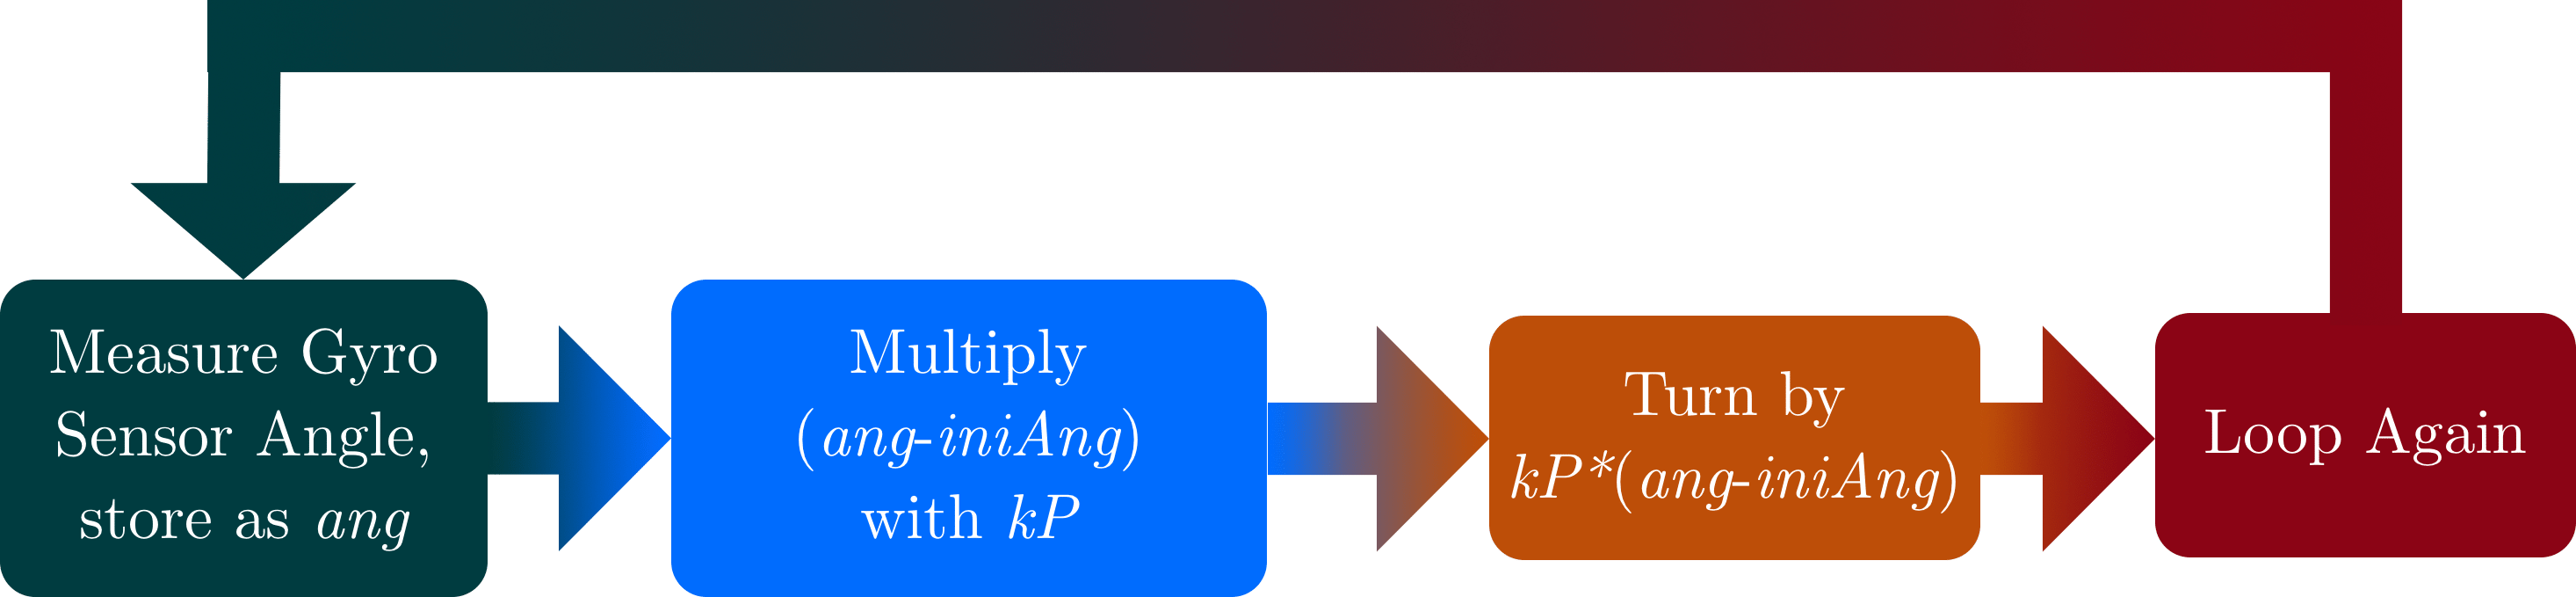 Measure Gyro
Sensor Angle,
store as ang
Multiply
(ang-iniAng)
with kP
Turn by
kP*(ang-iniAng)
Loop Again